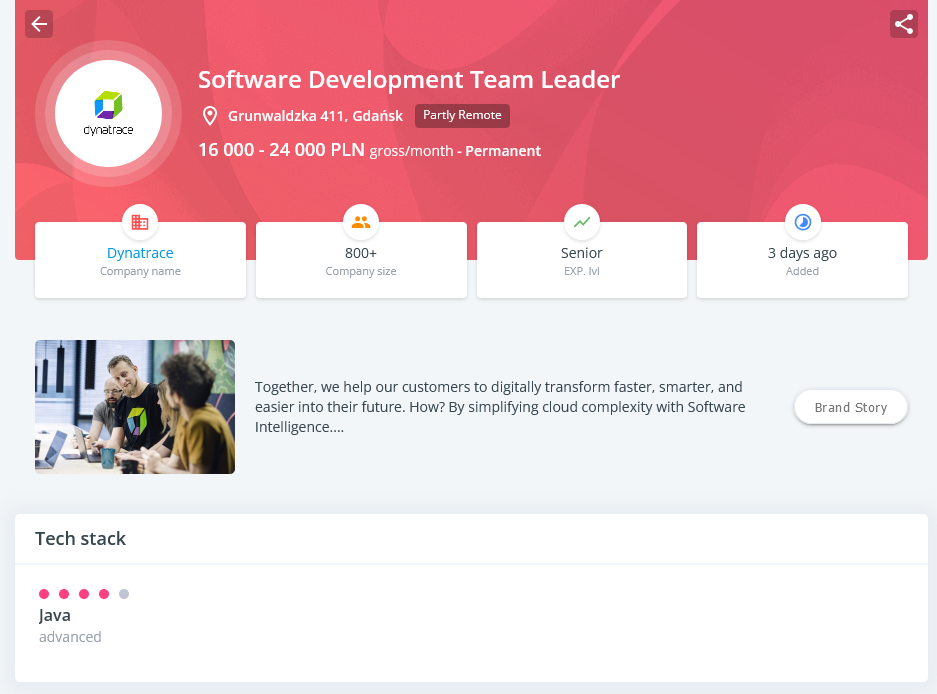 dynatrace
Software Development Team Leader
Grunwaldzka 411, Gdańsk Partly Remote
16 000 - 24 000 PLN gross/month - Permanent
Dynatrace
Company name
800+
Company size
Senior
EXP. lvl
3 days ago
Added
Together, we help our customers to digitally transform faster, smarter, and
easier into their future. How? By simplifying cloud complexity with Software
Intelligence....
Brand Story
Tech stack
Java
advanced